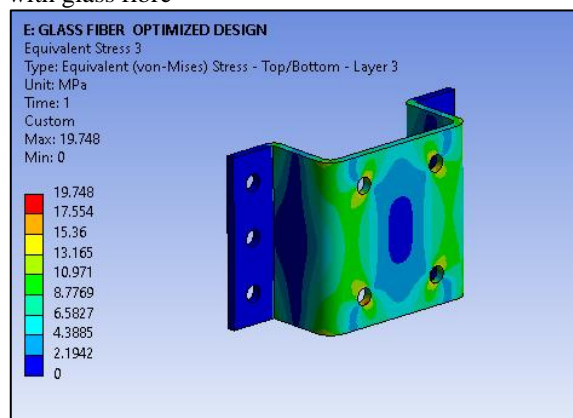 with glass fibre
E: GLASS FIBER OPTIMIZED DESIGN
Equivalent Stress 3
Type: Equivalent (von-Mises) Stress - Top/Bottom - Layer 3
Unit: MPa
Time: 1
Custom
Max: 19.748
Min: 0
19.748
17.554
15.36
13.165
10.971
8.7769
6.5827
4.3885
2.1942
0